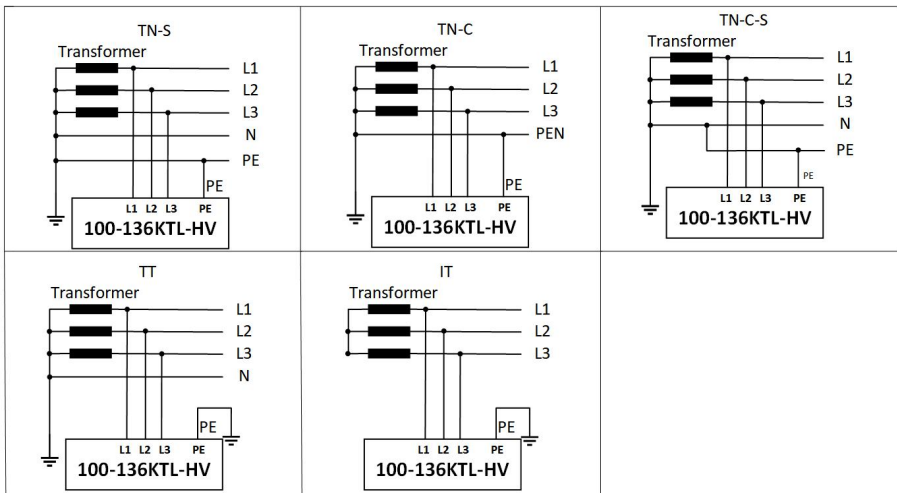 TN-S
Transformer
L1
L2
L3
N
PE
PE
L1 L2 L3 PE
100-136KTL-HV
TN-C
Transformer
L1
L2
L3
PEN
PE
L1 L2 L3 PE
100-136KTL-HV
TN-C-S
Transformer
L1
L2
L3
N
PE
PE
L1 L2 L3 PE
100-136KTL-HV
TT
Transformer
L1
L2
L3
N
PE
L1 L2 L3 PE
100-136KTL-HV
IT
Transformer
L1
L2
L3
PE
L1 L2 L3 PE
100-136KTL-HV